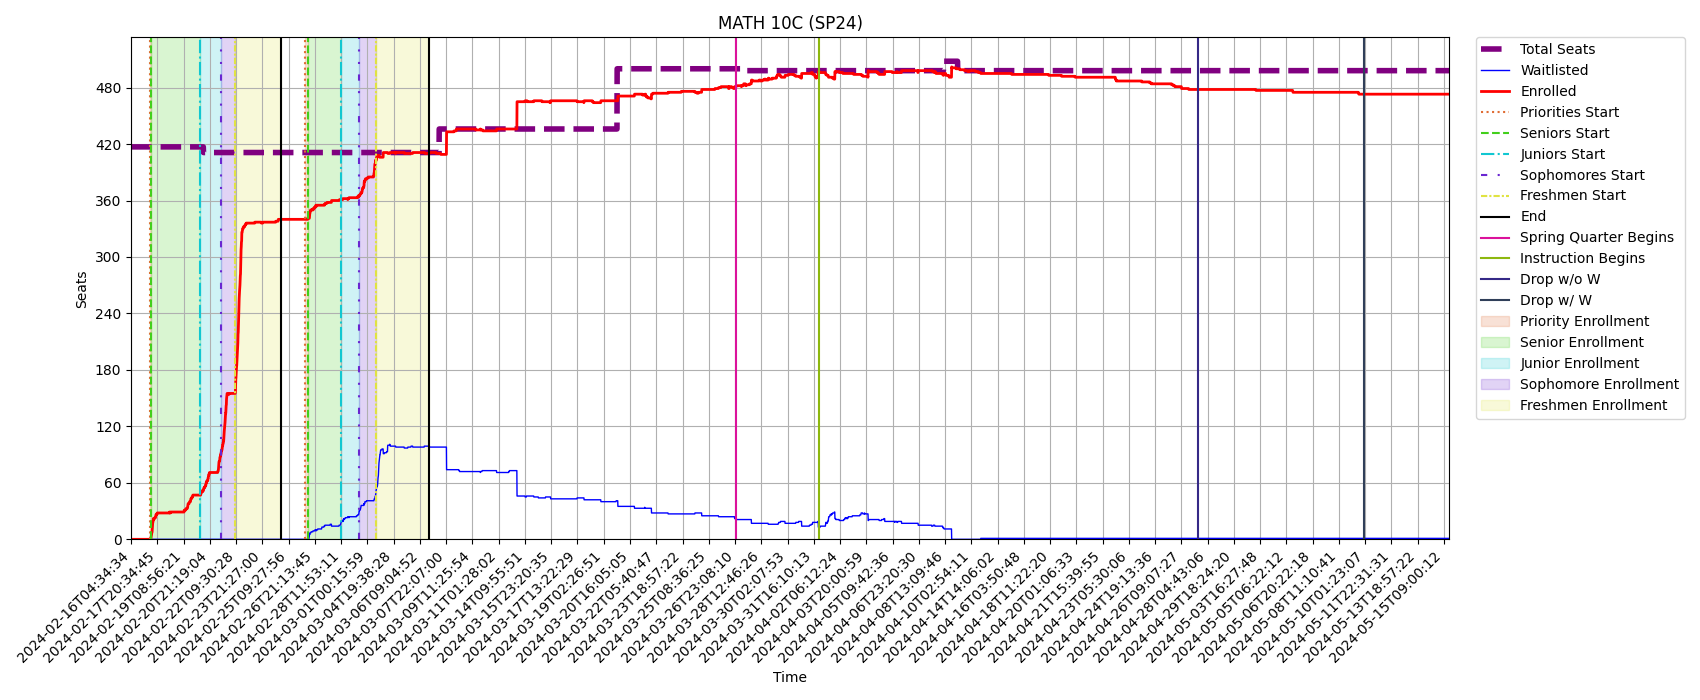 MATH 10C (SP24)
Seats
480
420
360
300
240
180
120
60
0
2024-02-16T04:34:34
2024-02-17T20:34:45
2024-02-19T08:56:21
2024-02-20T21:19:04
2024-02-22T09:30:28
2024-02-23T21:27:00
2024-02-25T09:27:56
2024-02-26T21:13:45
2024-02-28T11:53:11
2024-03-01T00:15:59
2024-03-04T19:38:28
2024-03-06T09:04:52
2024-03-07T22:07:00
2024-03-11T01:25:54
2024-03-12T11:28:02
2024-03-14T09:55:51
2024-03-15T23:20:35
2024-03-17T13:22:29
2024-03-19T02:26:51
2024-03-20T16:05:05
2024-03-22T05:40:47
2024-03-23T18:57:22
2024-03-25T08:36:25
2024-03-26T23:08:10
2024-03-28T12:46:26
2024-03-30T02:07:53
2024-03-31T16:10:13
2024-04-02T06:12:24
2024-04-03T20:00:59
2024-04-05T09:42:36
2024-04-06T23:20:30
2024-04-08T13:09:46
2024-04-10T02:54:11
2024-04-14T14:06:02
2024-04-16T03:50:48
2024-04-18T11:22:20
2024-04-20T01:06:33
2024-04-21T15:39:55
2024-04-23T05:30:06
2024-04-24T19:13:36
2024-04-26T09:07:27
2024-04-28T04:43:06
2024-04-29T18:24:20
2024-05-03T16:27:48
2024-05-05T06:22:12
2024-05-06T20:22:18
2024-05-08T11:10:41
2024-05-10T01:23:07
2024-05-11T22:31:31
2024-05-13T18:57:22
2024-05-15T09:00:12
Time
Total Seats
Waitlisted
Enrolled
Priorities Start
Seniors Start
Juniors Start
Sophomores Start
Freshmen Start
End
Spring Quarter Begins
Instruction Begins
Drop w/o W
Drop w/ W
Priority Enrollment
Senior Enrollment
Junior Enrollment
Sophomore Enrollment
Freshmen Enrollment